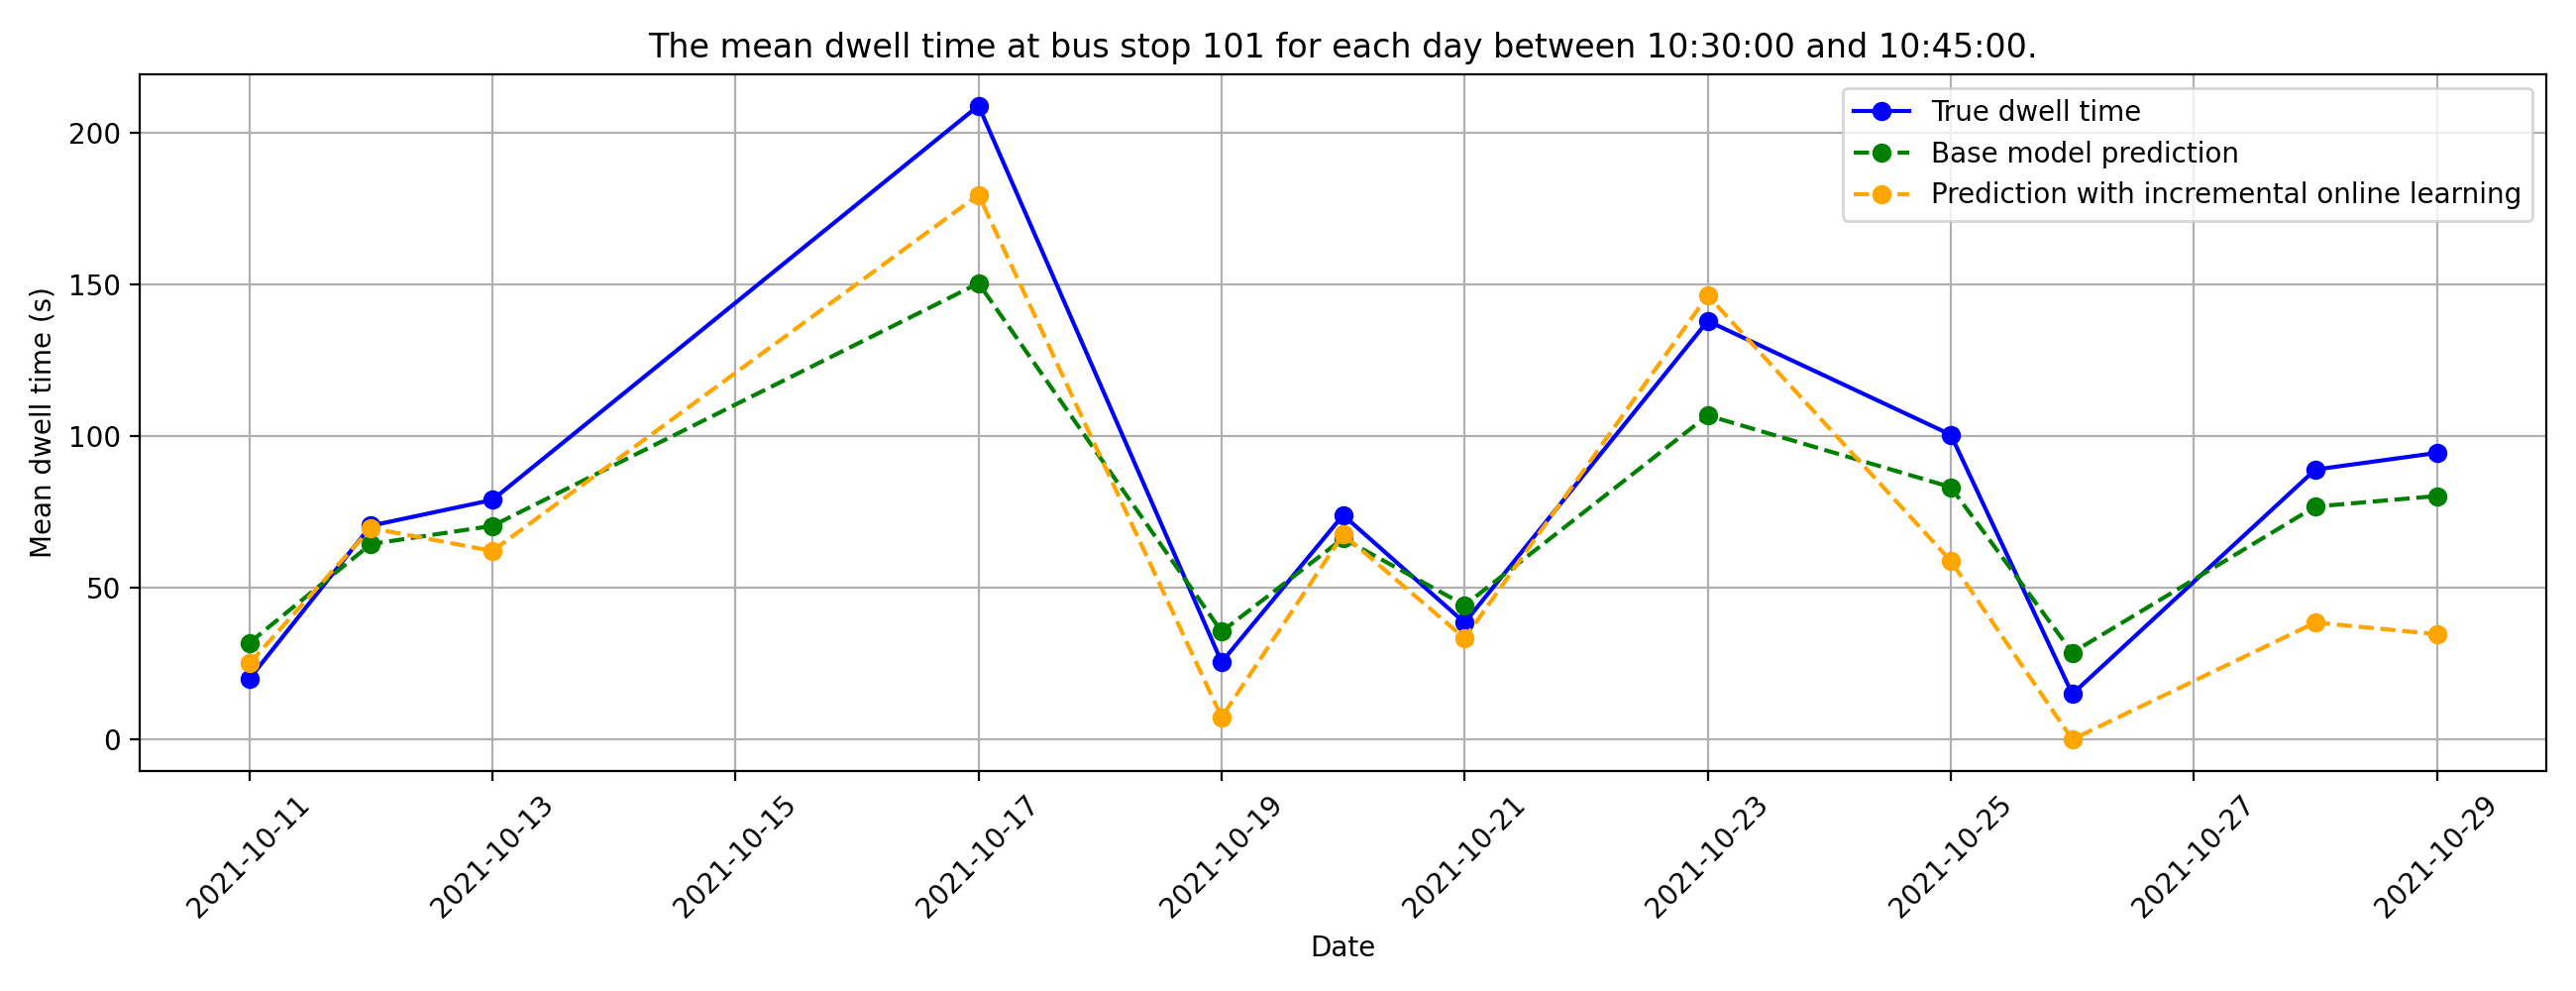 The mean dwell time at bus stop 101 for each day between 10:30:00 and 10:45:00.
True dwell time
Base model prediction
Prediction with incremental online learning
Mean dwell time (s)
200
150
100
50
0
2021-10-11
2021-10-13
2021-10-15
2021-10-17
2021-10-19
2021-10-21
2021-10-23
2021-10-25
2021-10-27
2021-10-29
Date